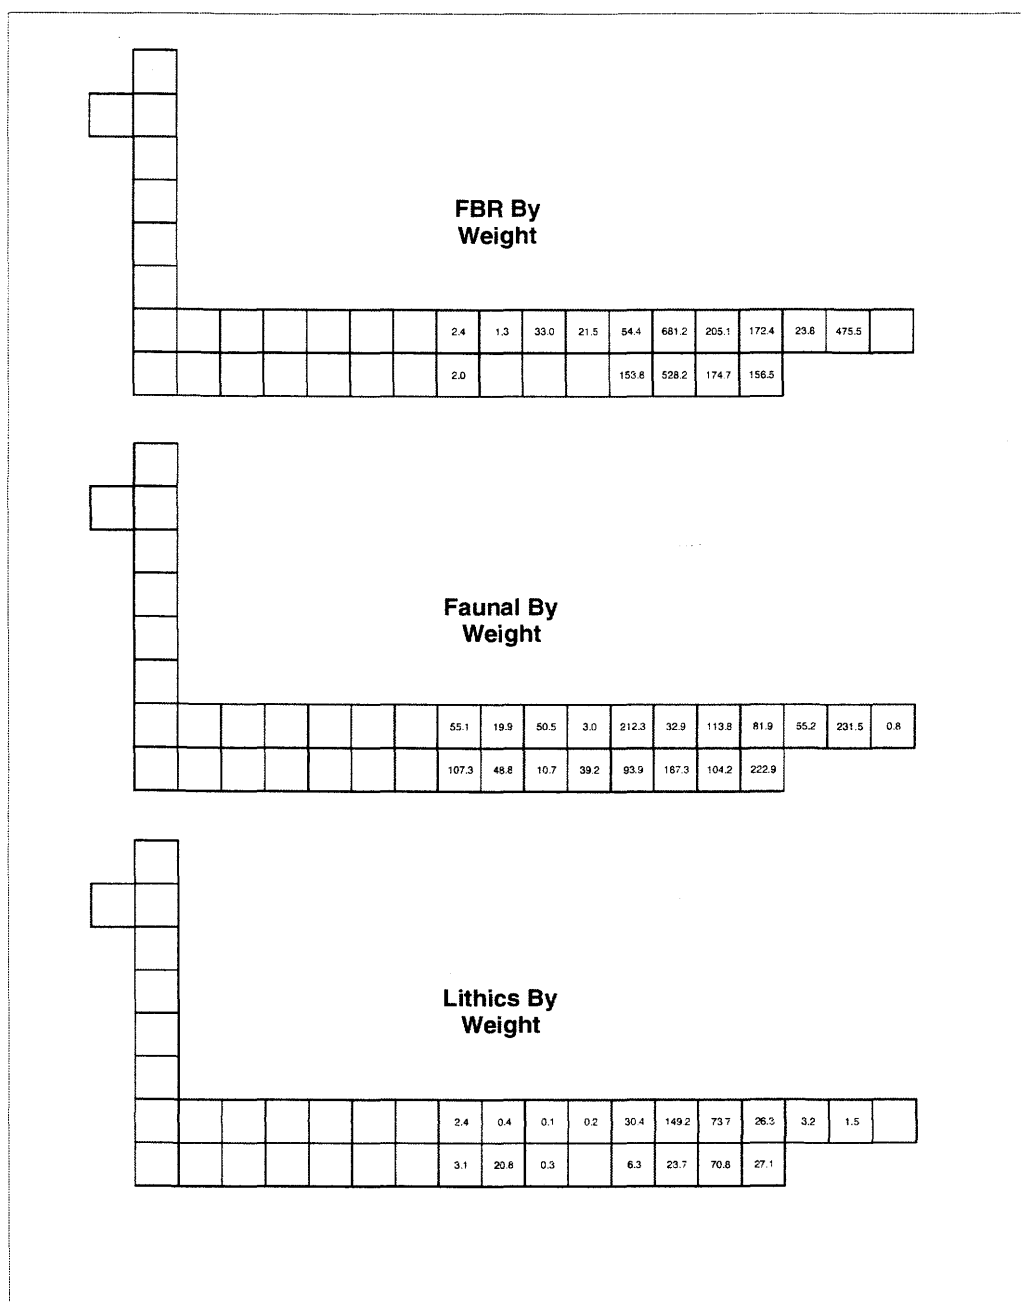 FBR By
Weight
2.4 1.3 33.0 21.5 54.4 681.2 205.1 172.4 23.8 475.5
2.0 153.8 528.2 174.7 156.5
Faunal By
Weight
55.1 19.9 50.5 3.0 212.3 32.9 113.8 81.9 55.2 231.5 0.8
107.3 48.8 10.7 39.2 93.9 187.3 104.2 222.9
Lithics By
Weight
2.4 0.4 0.1 0.2 30.4 149.2 73.7 26.3 3.2 1.5
3.1 20.8 0.3 6.3 23.7 70.8 27.1